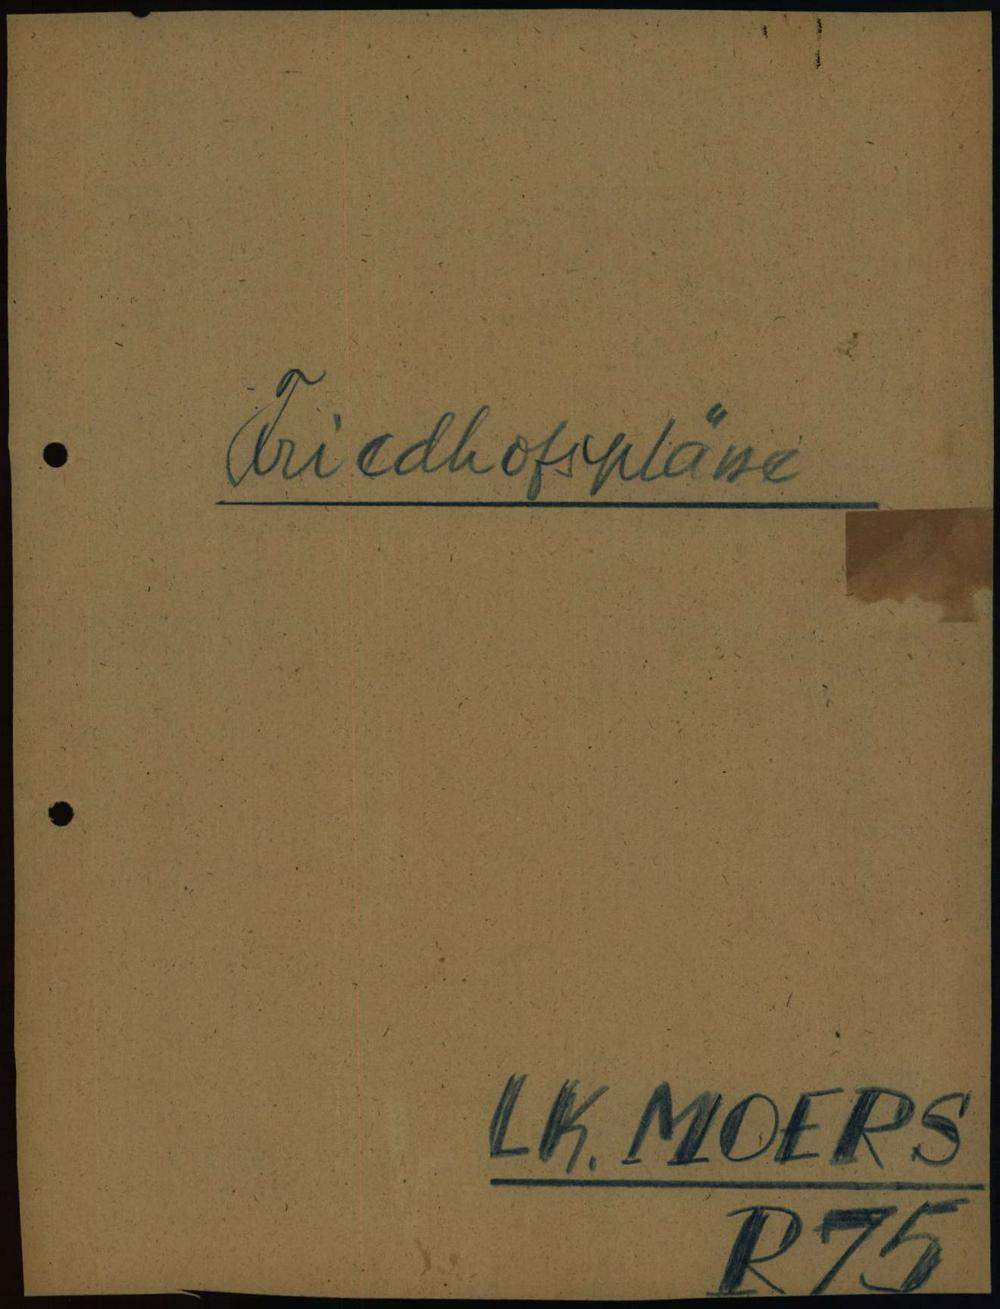 Friedhofspläne
LK. MOERS
R75